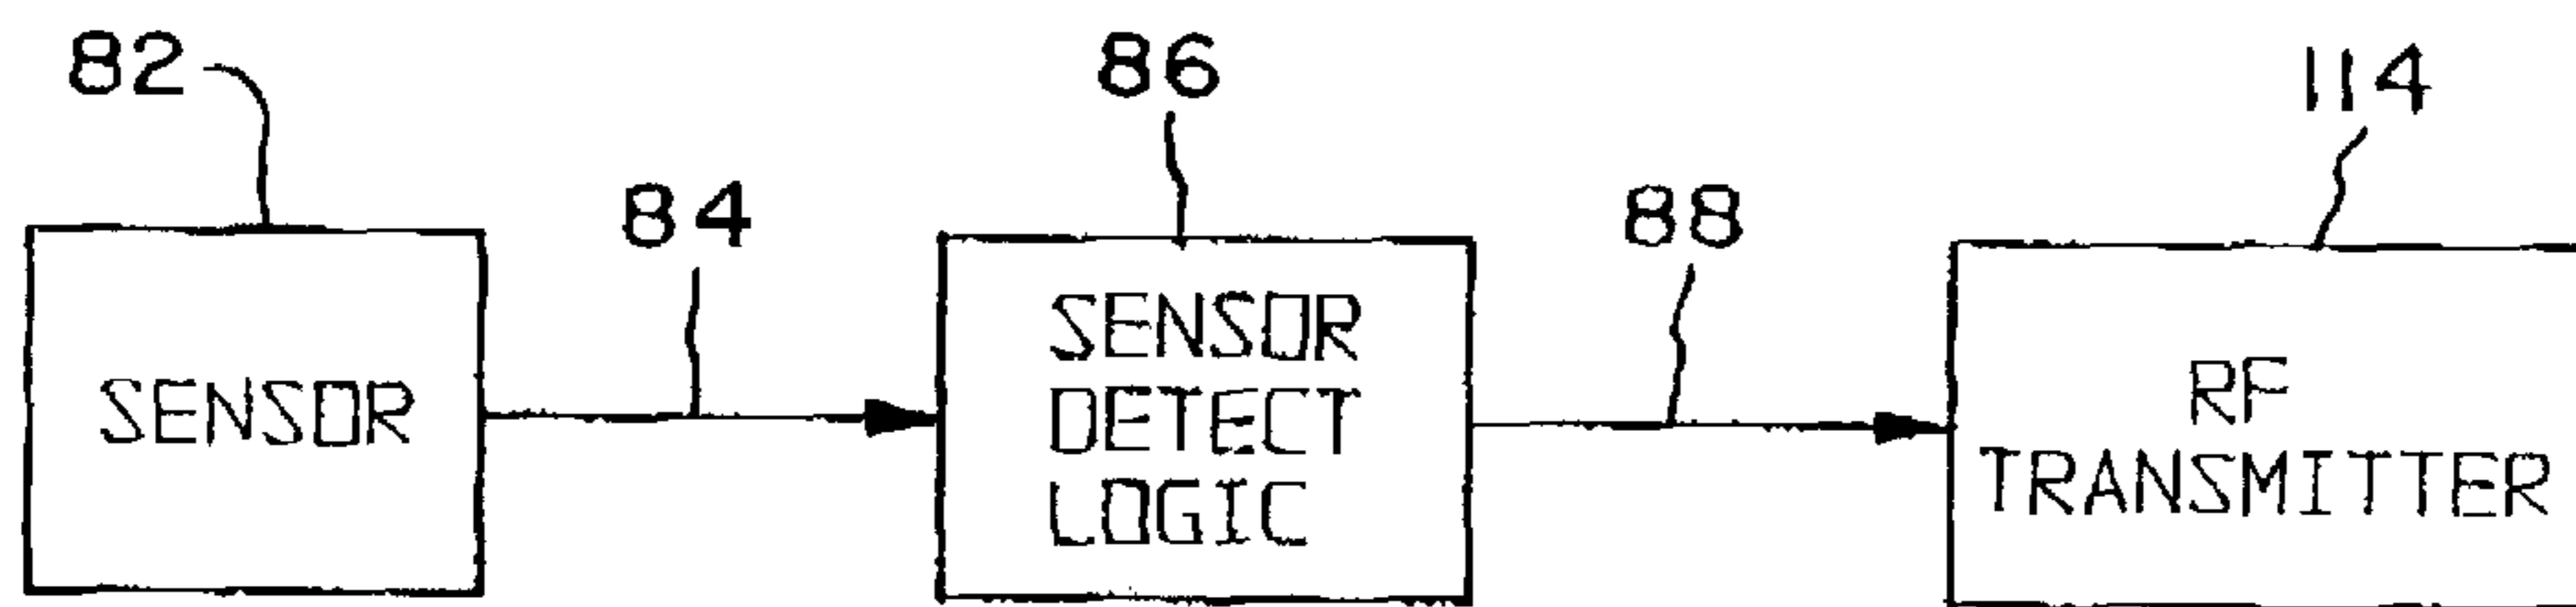 82
86
114
84
88
SENSOR
SENSOR
DETECT
LOGIC
RF
TRANSMITTER